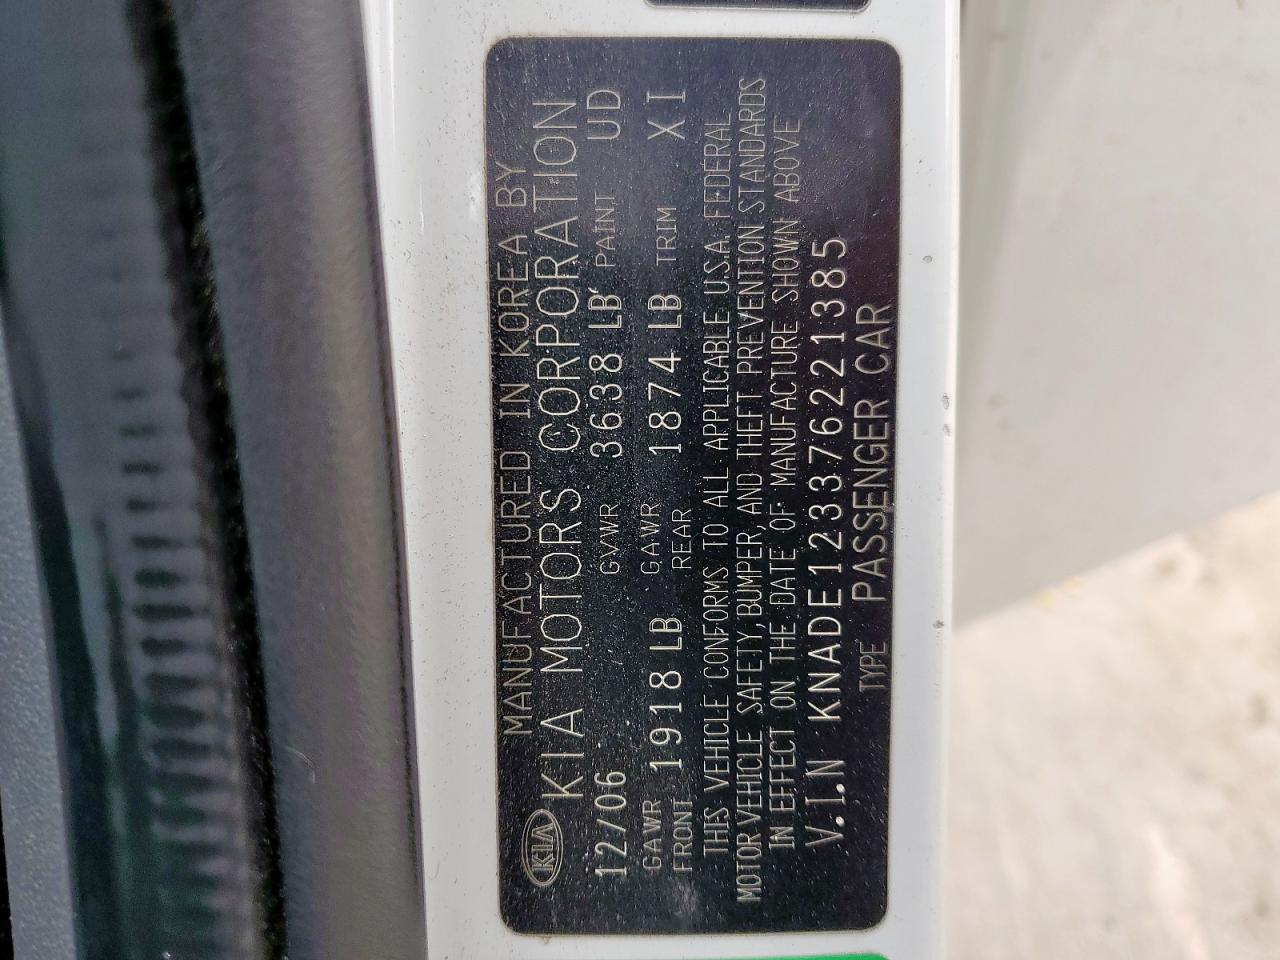 MANUFACTURED IN KOREA BY
KIA KIA MOTORS CORPORATION
12/06 GVWR 3638 LB PAINT UD
GAWR FRONT 1918 LB GAWR REAR 1874 LB TRIM XI
THIS VEHICLE CONFORMS TO ALL APPLICABLE U.S.A. FEDERAL
MOTOR VEHICLE SAFETY, BUMPER, AND THEFT PREVENTION STANDARDS
IN EFFECT ON THE DATE OF MANUFACTURE SHOWN ABOVE
V.I.N KNADE123376221385
TYPE PASSENGER CAR